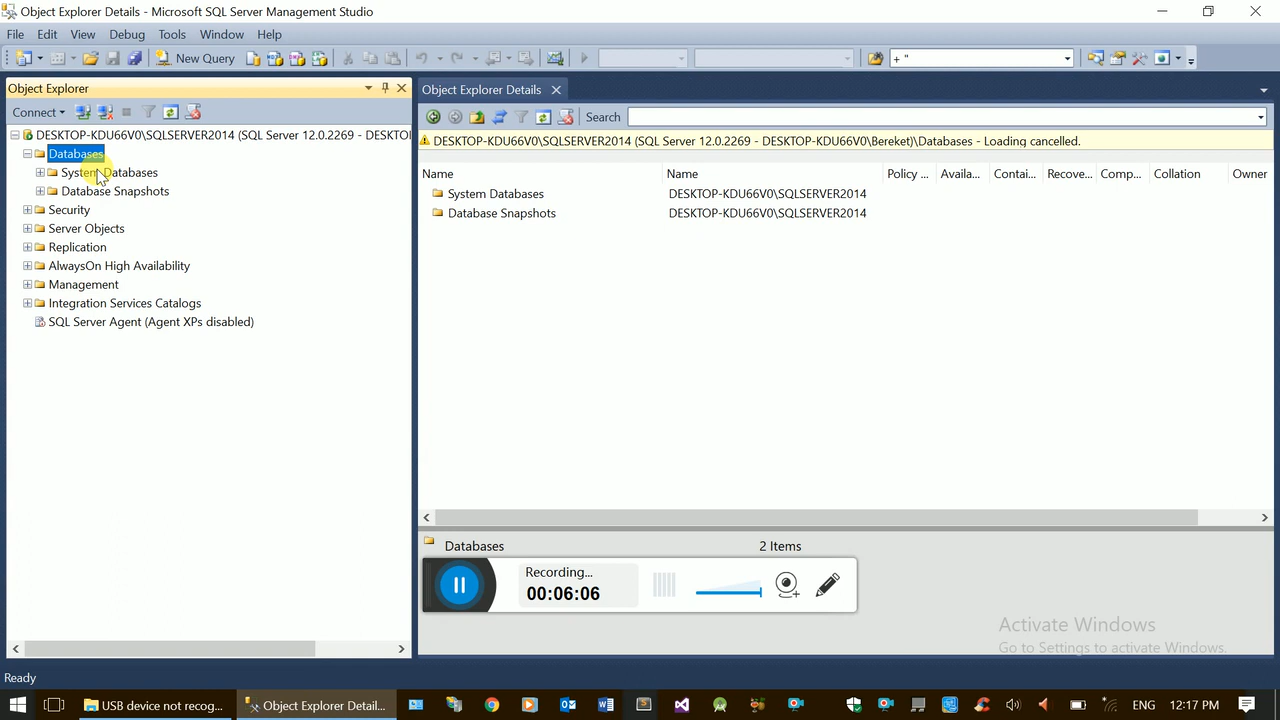 Object Explorer Details - Microsoft SQL Server Management Studio
File Edit View Debug Tools Window Help
New Query
+ "
Object Explorer
Connect
DESKTOP-KDU66V0\SQLSERVER2014 (SQL Server 12.0.2269 - DESKTO
Databases
System Databases
Database Snapshots
Security
Server Objects
Replication
AlwaysOn High Availability
Management
Integration Services Catalogs
SQL Server Agent (Agent XPs disabled)
Object Explorer Details
Search
DESKTOP-KDU66V0\SQLSERVER2014 (SQL Server 12.0.2269 - DESKTOP-KDU66V0\Bereket)\Databases - Loading cancelled.
Name Name Policy ... Availa... Contai... Recove... Comp... Collation Owner
System Databases DESKTOP-KDU66V0\SQLSERVER2014
Database Snapshots DESKTOP-KDU66V0\SQLSERVER2014
Databases 2 Items
Recording...
00:06:06
Activate Windows
Go to Settings to activate Windows.
Ready
USB device not recog... Object Explorer Detail... ENG 12:17 PM